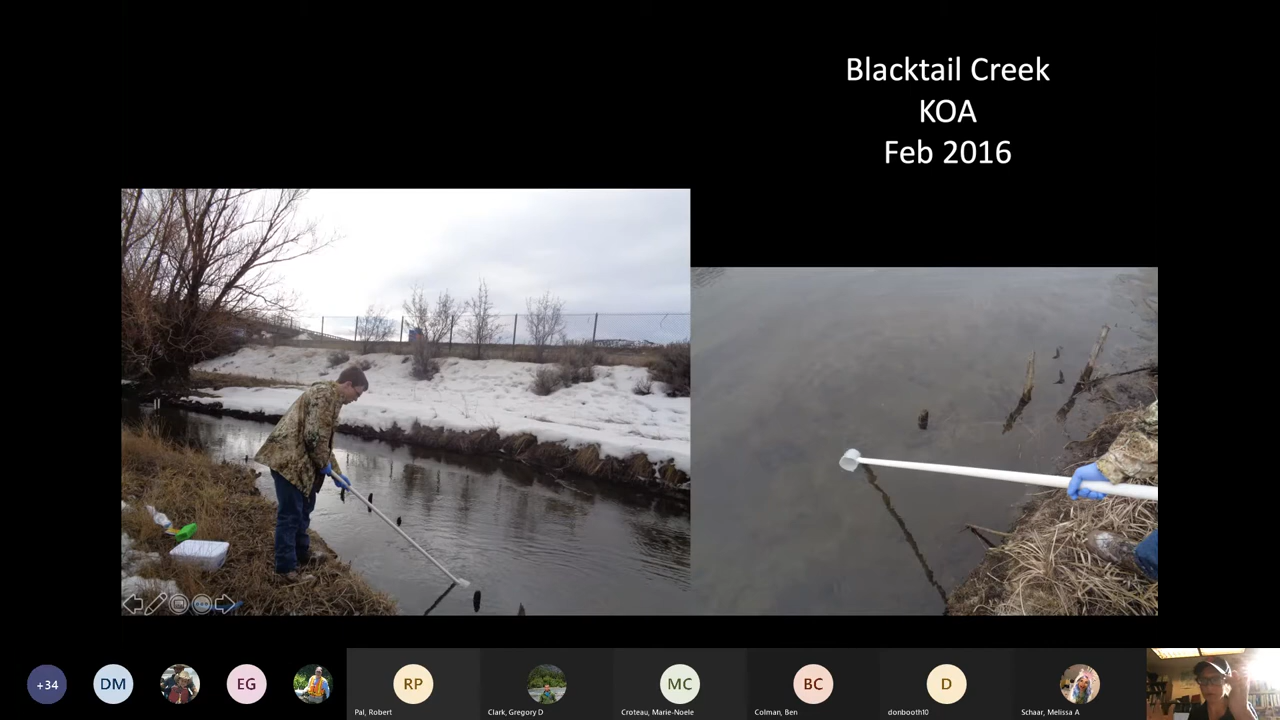 Blacktail Creek
KOA
Feb 2016
+34
DM
EG
RP
Pal, Robert
Clark, Gregory D
MC
Croteau, Marie-Noele
BC
Colman, Ben
D
donbooth10
Schaar, Melissa A